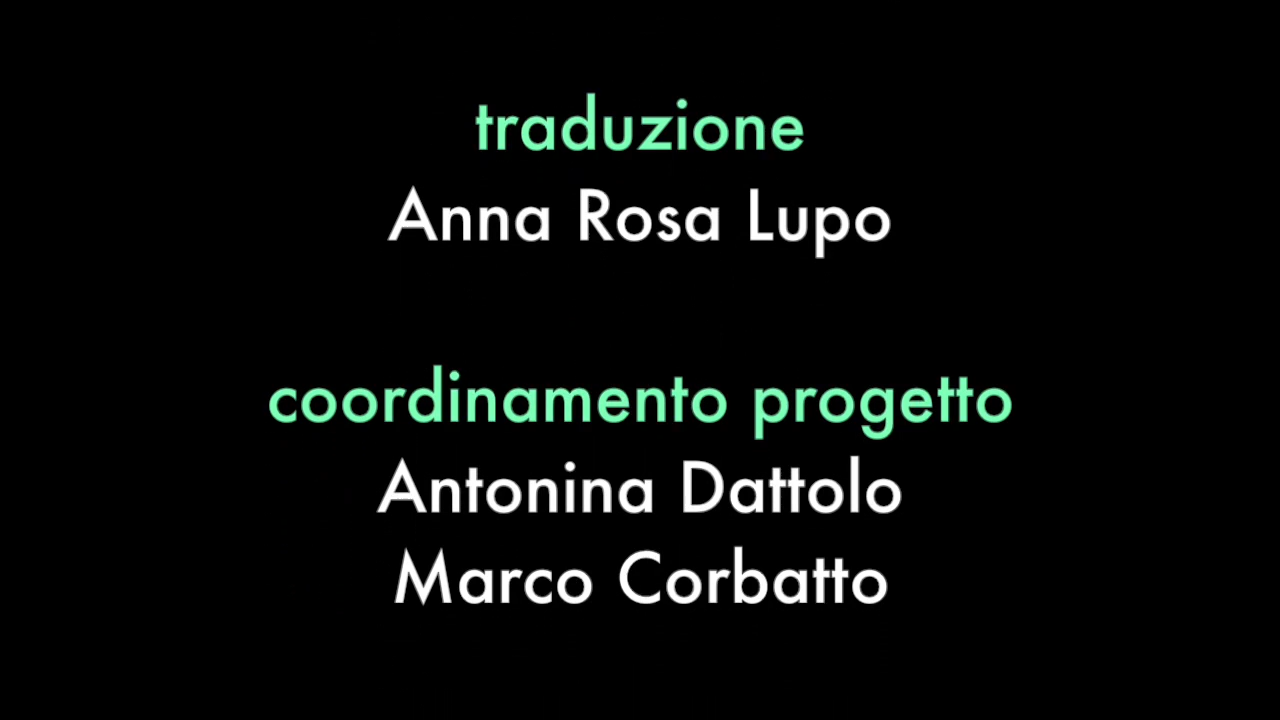 traduzione
Anna Rosa Lupo
coordinamento progetto
Antonina Dattolo
Marco Corbatto